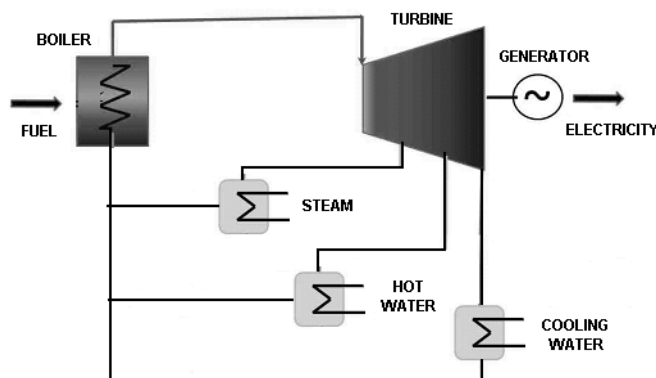 TURBINE
BOILER
GENERATOR
FUEL
ELECTRICITY
STEAM
HOT
WATER
COOLING
WATER